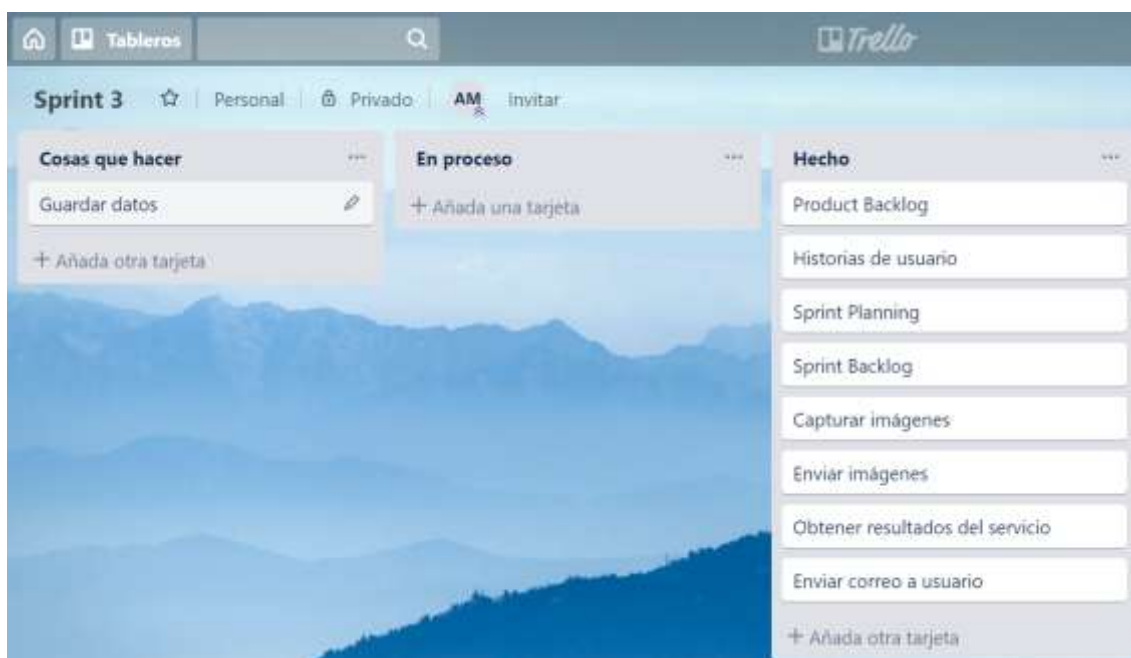 Tableros
Trello
Sprint 3
Personal
Privado
AM
Invitar
Cosas que hacer
Guardar datos
+ Añada otra tarjeta
En proceso
+ Añada una tarjeta
Hecho
Product Backlog
Historias de usuario
Sprint Planning
Sprint Backlog
Capturar imágenes
Enviar imágenes
Obtener resultados del servicio
Enviar correo a usuario
+ Añada otra tarjeta